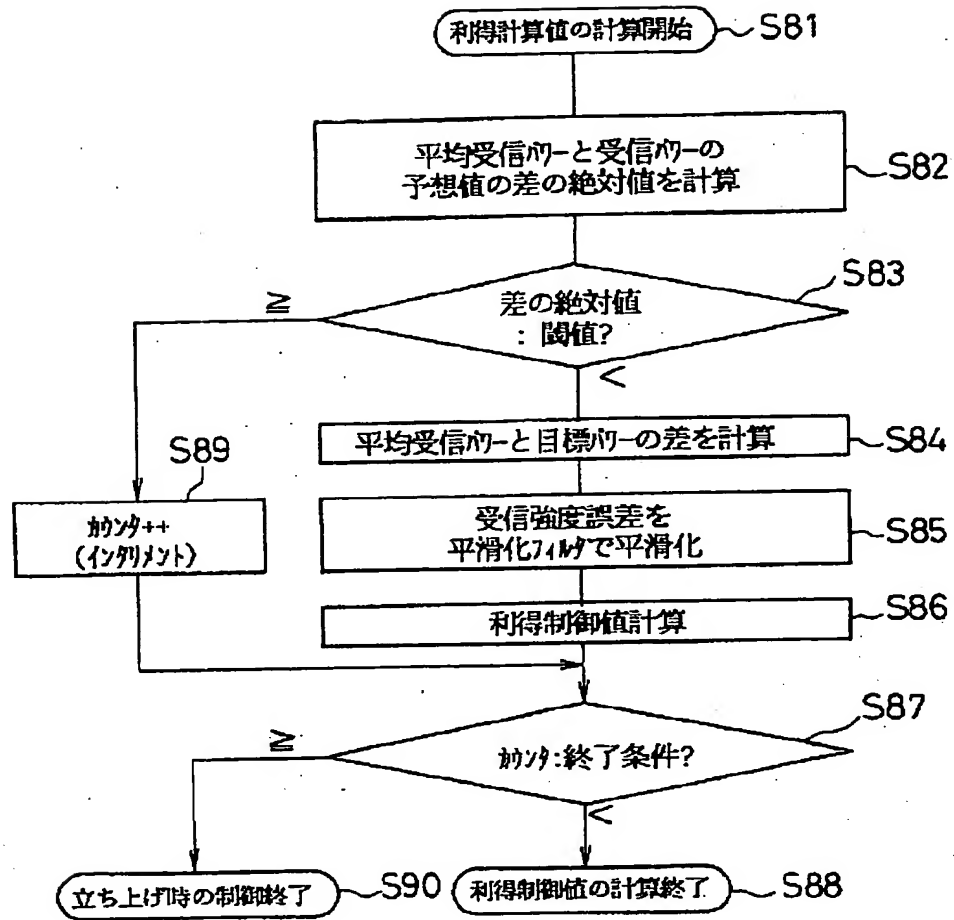 利得計算値の計算開始 S81
平均受信ﾊﾟﾜｰと受信ﾊﾟﾜｰの
予想値の差の絶対値を計算
S82
S83
差の絶対値
: 閾値?
≧
<
平均受信ﾊﾟﾜｰと目標ﾊﾟﾜｰの差を計算 S84
S89
ｶｳﾝﾀ++
(ｲﾝｸﾘﾒﾝﾄ)
受信強度誤差を
平滑化ﾌｨﾙﾀで平滑化
S85
利得制御値計算 S86
S87
ｶｳﾝﾀ:終了条件?
≧
<
立ち上げ時の制御終了 S90
利得制御値の計算終了 S88